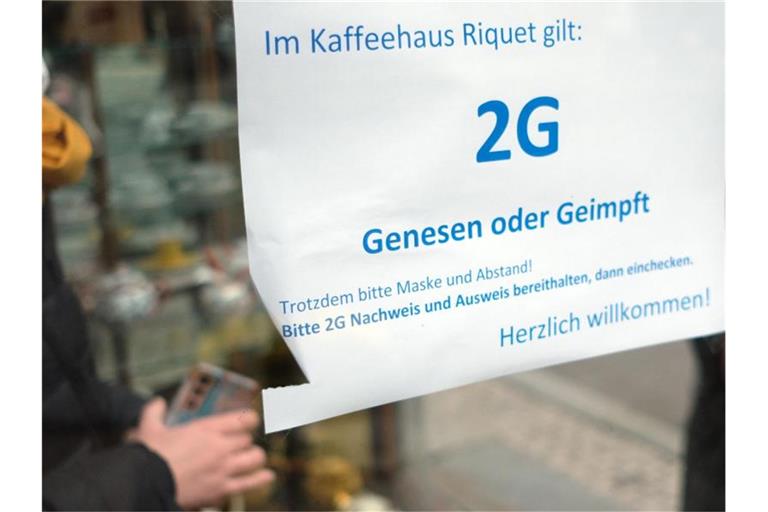 Im Kaffeehaus Riquet gilt:
2G
Genesen oder Geimpft
Trotzdem bitte Maske und Abstand!
Bitte 2G Nachweis und Ausweis bereithalten, dann einchecken.
Herzlich willkommen!